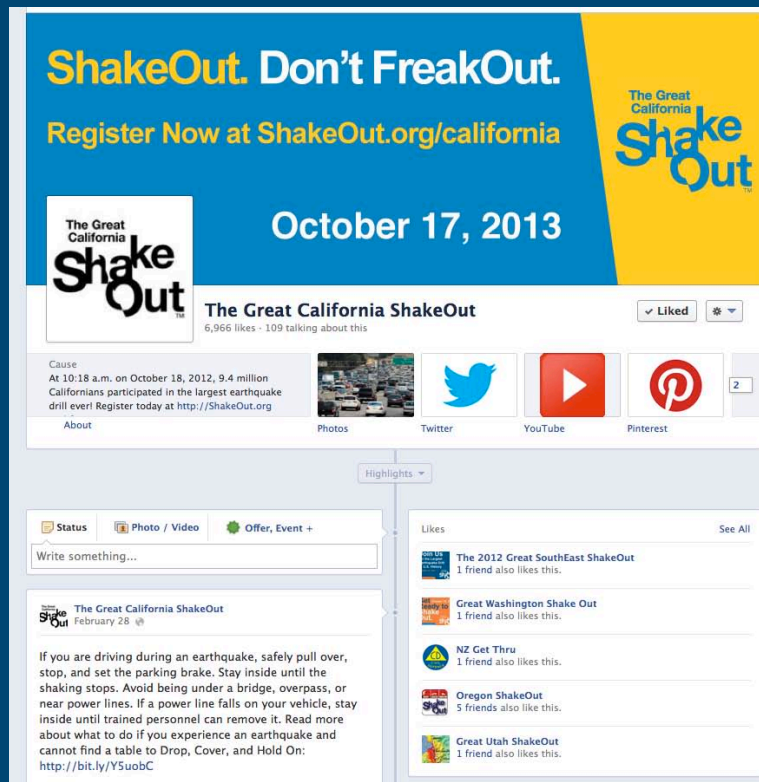 ShakeOut. Don't FreakOut.
Register Now at ShakeOut.org/california
October 17, 2013
The Great
California
Shake
Out
TM
The Great
California
Shake
Out
TM
The Great California ShakeOut
6,966 likes · 109 talking about this
Liked
Cause
At 10:18 a.m. on October 18, 2012, 9.4 million
Californians participated in the largest earthquake
drill ever! Register today at http://ShakeOut.org
About
Photos
Twitter
YouTube
Pinterest
2
Highlights
Status
Photo / Video
Offer, Event +
Write something...
The Great California ShakeOut
February 28
If you are driving during an earthquake, safely pull over,
stop, and set the parking brake. Stay inside until the
shaking stops. Avoid being under a bridge, overpass, or
near power lines. If a power line falls on your vehicle, stay
inside until trained personnel can remove it. Read more
about what to do if you experience an earthquake and
cannot find a table to Drop, Cover, and Hold On:
http://bit.ly/Y5uobC
Likes
See All
The 2012 Great SouthEast ShakeOut
1 friend also likes this.
Great Washington Shake Out
1 friend also likes this.
NZ Get Thru
1 friend also likes this.
Oregon ShakeOut
5 friends also like this.
Great Utah ShakeOut
1 friend also likes this.